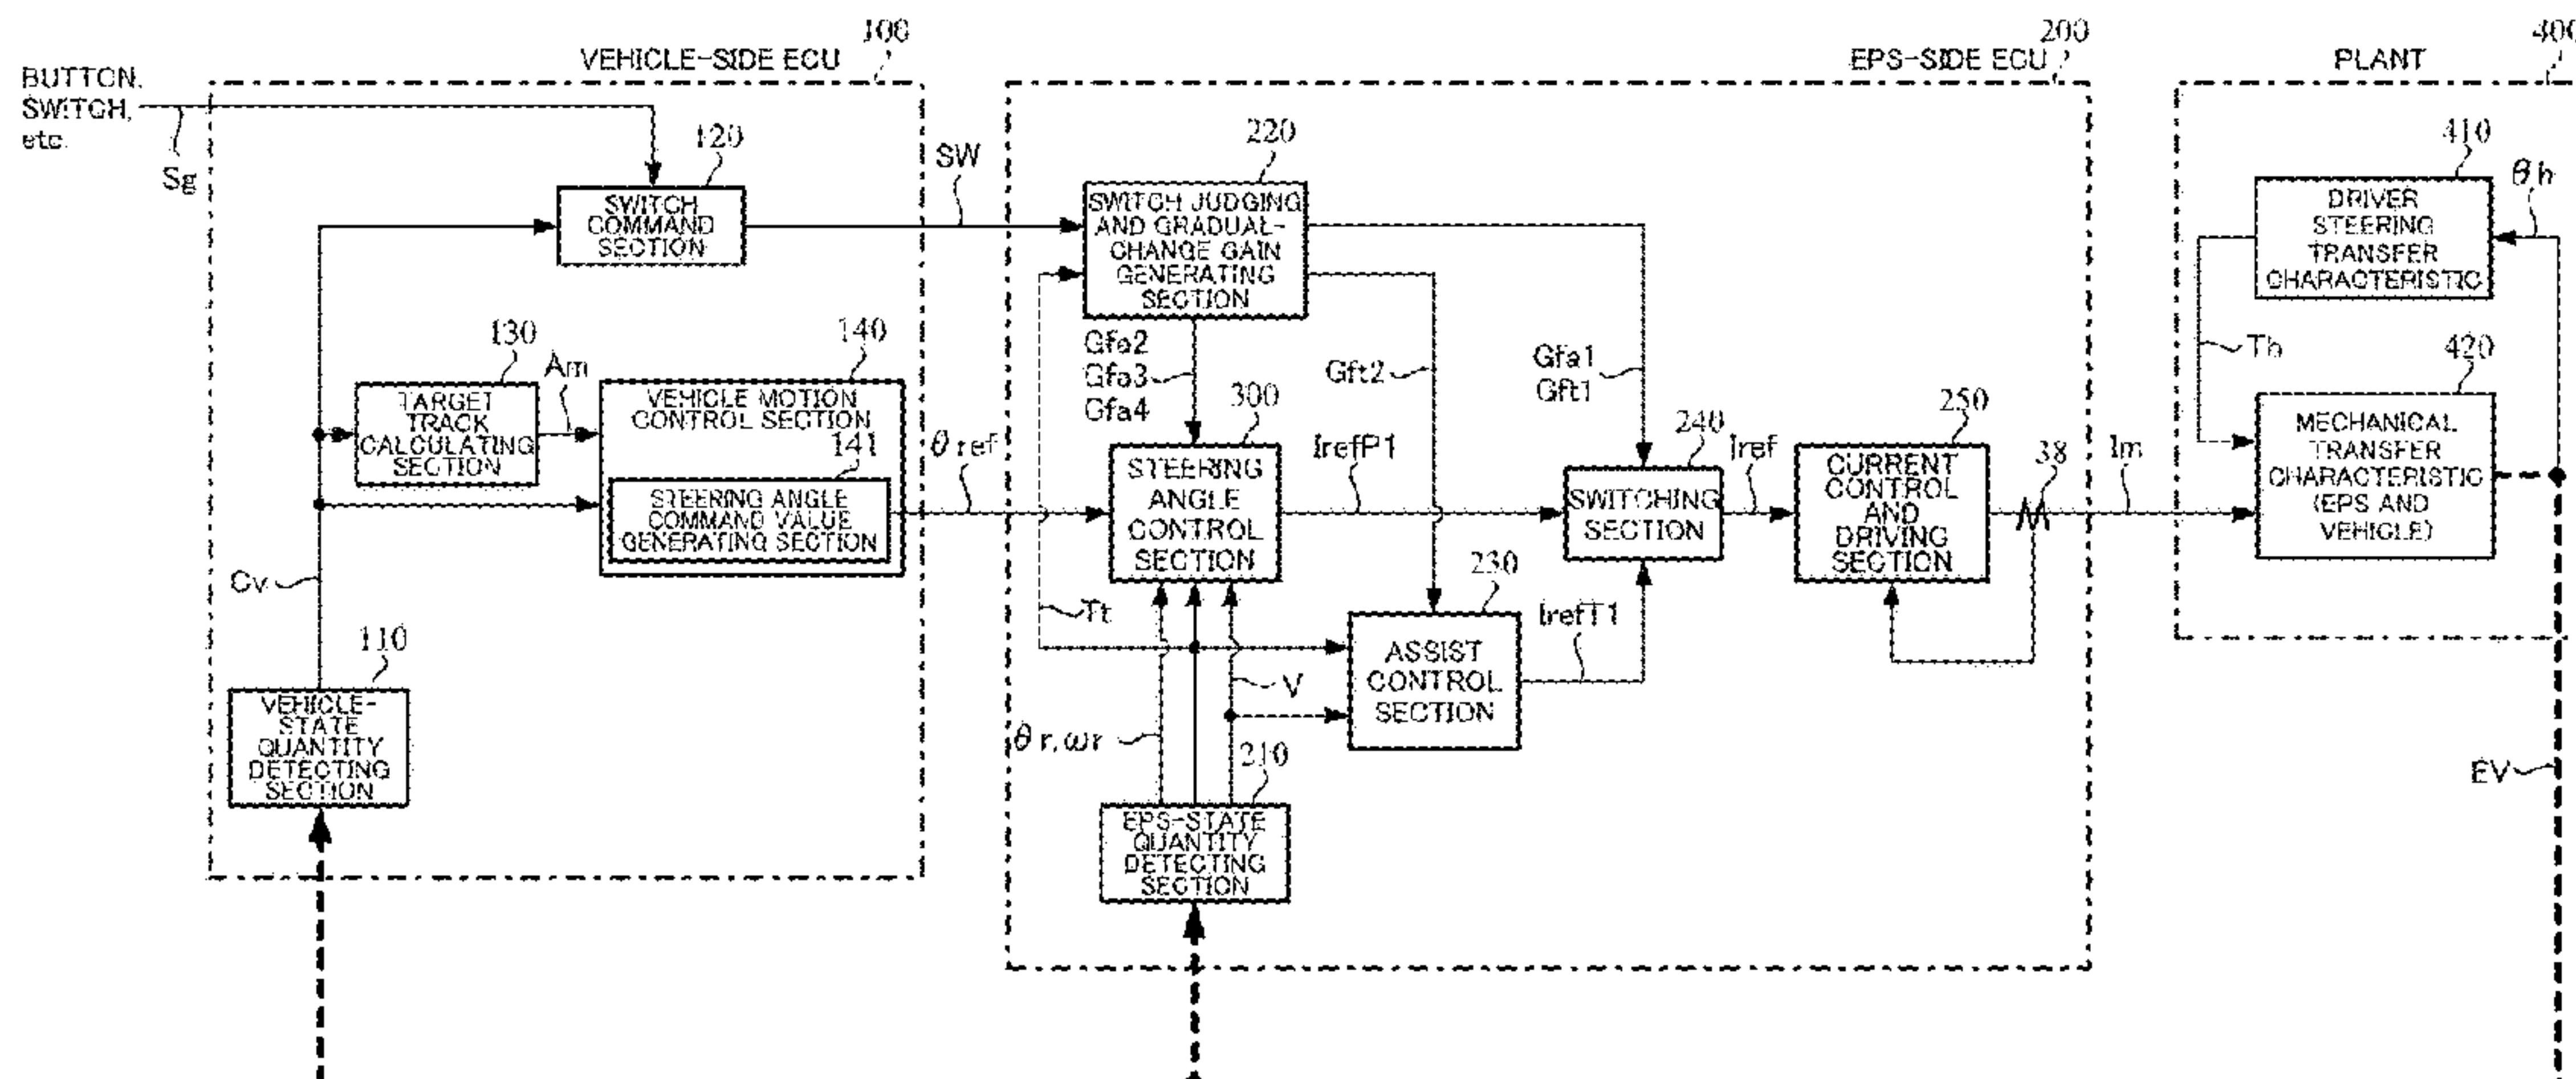 BUTTON,
SWITCH,
etc.
Sg
VEHICLE-SIDE ECU
100
120
SWITCH
COMMAND
SECTION
SW
130
TARGET
TRACK
CALCULATING
SECTION
Am
140
VEHICLE MOTION
CONTROL SECTION
141
STEERING ANGLE
COMMAND VALUE
GENERATING SECTION
θref
Cv
110
VEHICLE-
STATE
QUANTITY
DETECTING
SECTION
EPS-SIDE ECU
200
220
SWITCH JUDGING
AND GRADUAL-
CHANGE GAIN
GENERATING
SECTION
Gfa2
Gfa3
Gfa4
Gft2
Gfa1
Gft1
300
STEERING
ANGLE
CONTROL
SECTION
IrefP1
240
SWITCHING
SECTION
Iref
250
CURRENT
CONTROL
AND
DRIVING
SECTION
38
Im
Tt
230
ASSIST
CONTROL
SECTION
IrefT1
V
θr,ωr
210
EPS-STATE
QUANTITY
DETECTING
SECTION
PLANT
400
410
DRIVER
STEERING
TRANSFER
CHARACTERISTIC
θh
Th
420
MECHANICAL
TRANSFER
CHARACTERISTIC
(EPS AND
VEHICLE)
EV